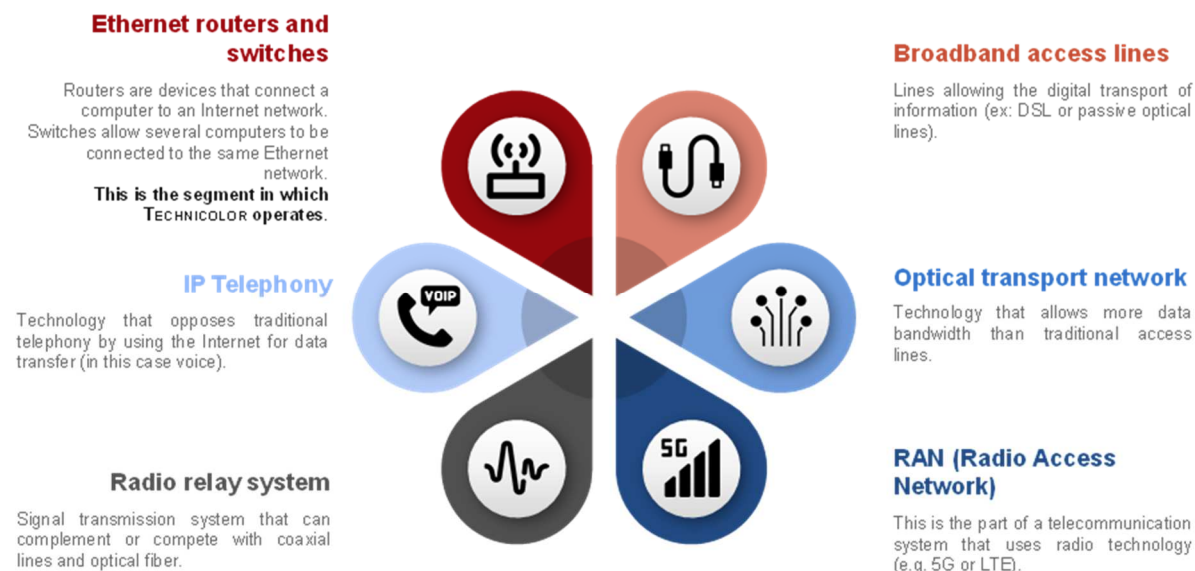 Ethernet routers and
switches
Routers are devices that connect a
computer to an Internet network.
Switches allow several computers to be
connected to the same Ethernet
network.
This is the segment in which
TECHNICOLOR operates.
Broadband access lines
Lines allowing the digital transport of
information (ex: DSL or passive optical
lines).
IP Telephony
Technology that opposes traditional
telephony by using the Internet for data
transfer (in this case voice).
VOIP
Optical transport network
Technology that allows more data
bandwidth than traditional access
lines.
Radio relay system
Signal transmission system that can
complement or compete with coaxial
lines and optical fiber.
5G
RAN (Radio Access
Network)
This is the part of a telecommunication
system that uses radio technology
(e.g. 5G or LTE).